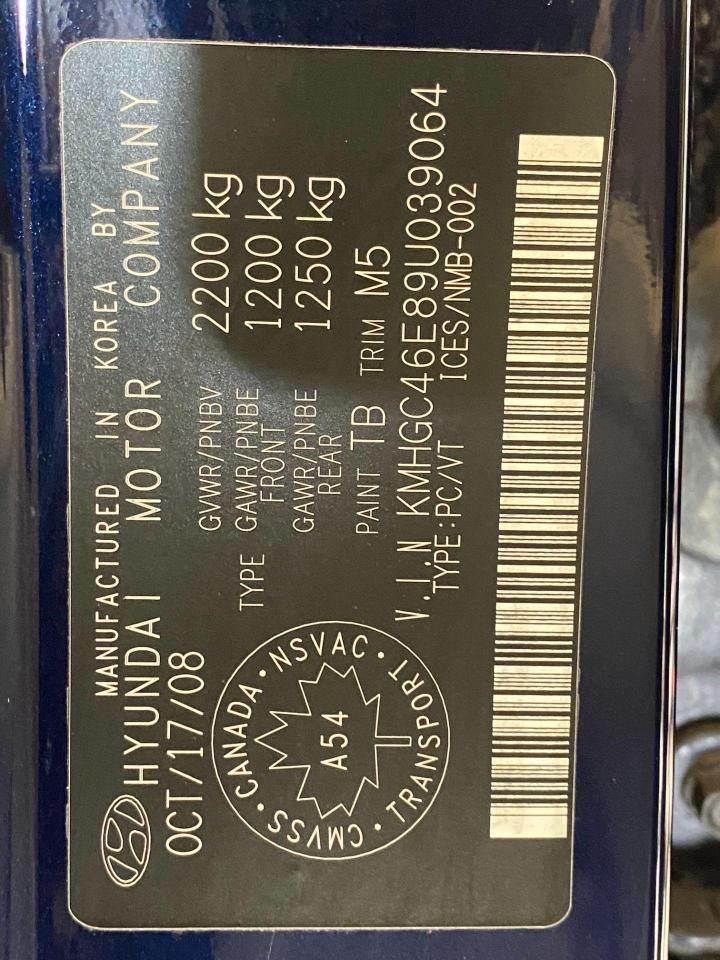 MANUFACTURED IN KOREA BY
HYUNDAI MOTOR COMPANY
OCT/17/08
GVWR/PNBV 2200 kg
TYPE GAWR/PNBE 1200 kg
FRONT
GAWR/PNBE 1250 kg
REAR
PAINT TB TRIM M5
V.I.N KMHGC46E89U039064
TYPE:PC/VT ICES/NMB-002
CMVSS · CANADA · NSVAC · TRANSPORT ·
A54